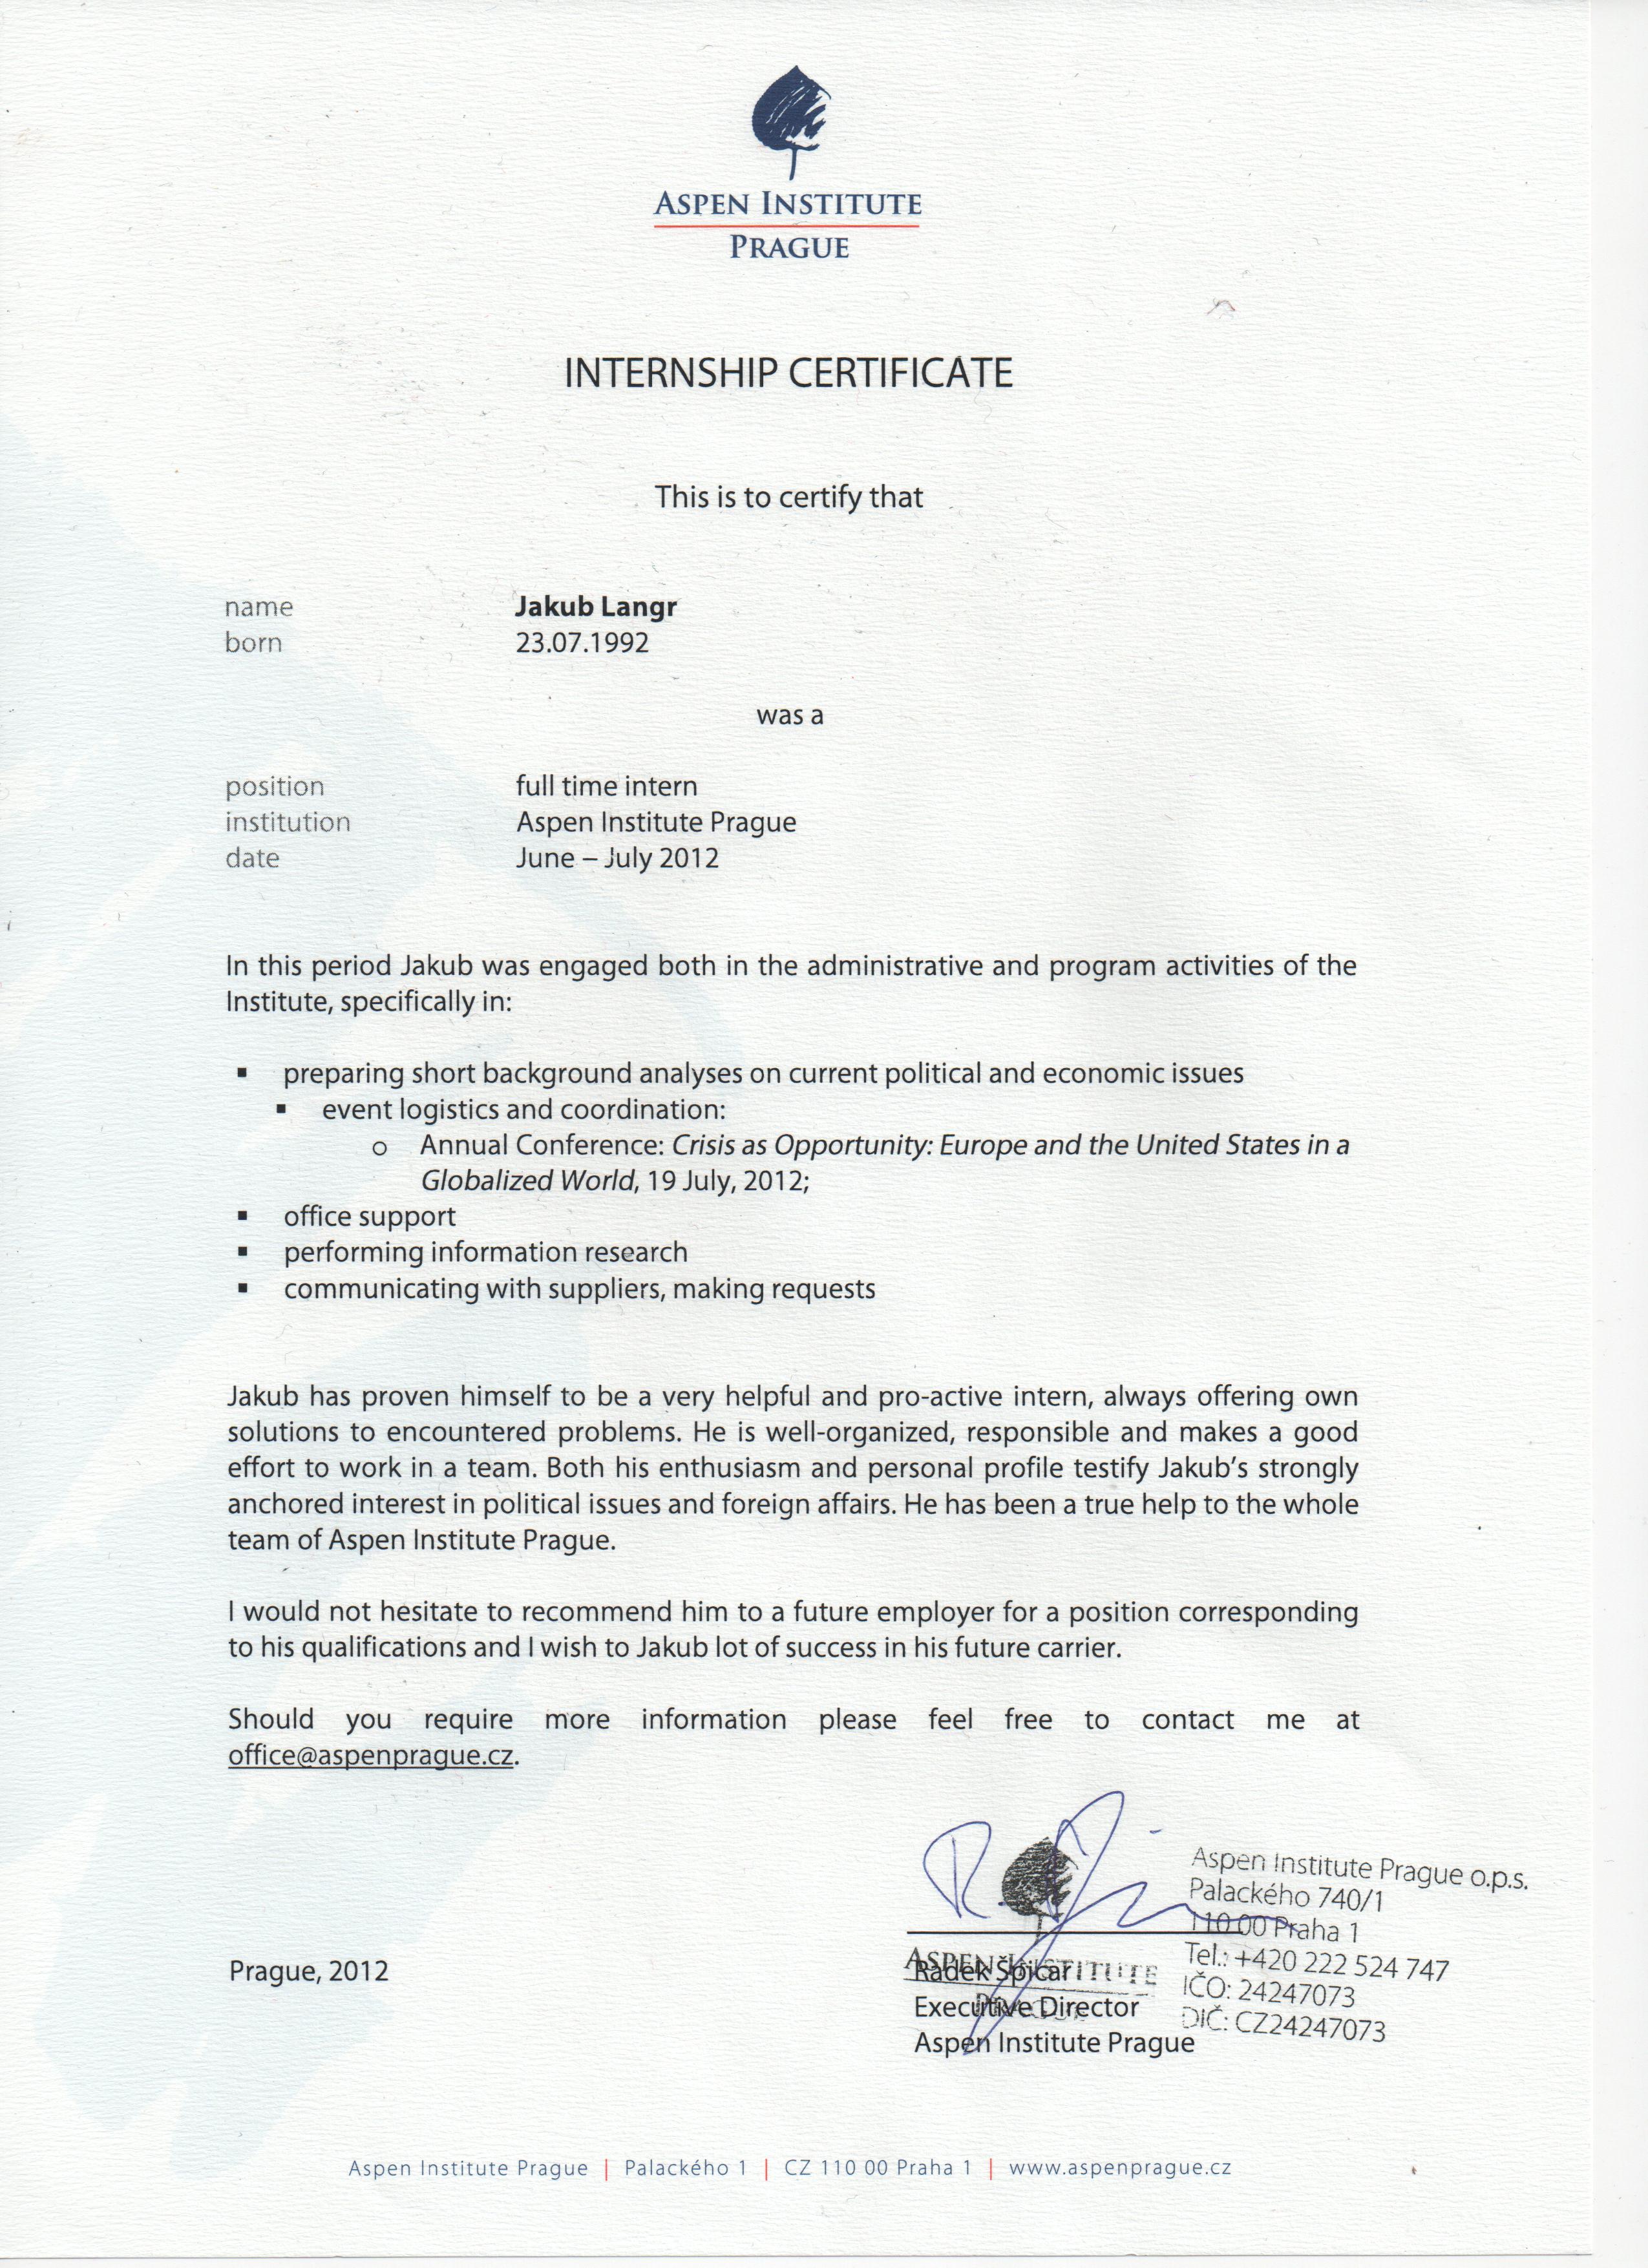 ASPEN INSTITUTE
PRAGUE
INTERNSHIP CERTIFICATE
This is to certify that
name Jakub Langr
born 23.07.1992
was a
position full time intern
institution Aspen Institute Prague
date June – July 2012
In this period Jakub was engaged both in the administrative and program activities of the
Institute, specifically in:
▪ preparing short background analyses on current political and economic issues
▪ event logistics and coordination:
o Annual Conference: Crisis as Opportunity: Europe and the United States in a
Globalized World, 19 July, 2012;
▪ office support
▪ performing information research
▪ communicating with suppliers, making requests
Jakub has proven himself to be a very helpful and pro-active intern, always offering own
solutions to encountered problems. He is well-organized, responsible and makes a good
effort to work in a team. Both his enthusiasm and personal profile testify Jakub's strongly
anchored interest in political issues and foreign affairs. He has been a true help to the whole
team of Aspen Institute Prague.
I would not hesitate to recommend him to a future employer for a position corresponding
to his qualifications and I wish to Jakub lot of success in his future carrier.
Should you require more information please feel free to contact me at
office@aspenprague.cz.
Aspen Institute Prague o.p.s.
Palackého 740/1
110 00 Praha 1
Tel.: +420 222 524 747
IČO: 24247073
DIČ: CZ24247073
ASPEN INSTITUTE
PRAGUE
Prague, 2012
Radek Špicar
Executive Director
Aspen Institute Prague
Aspen Institute Prague | Palackého 1 | CZ 110 00 Praha 1 | www.aspenprague.cz